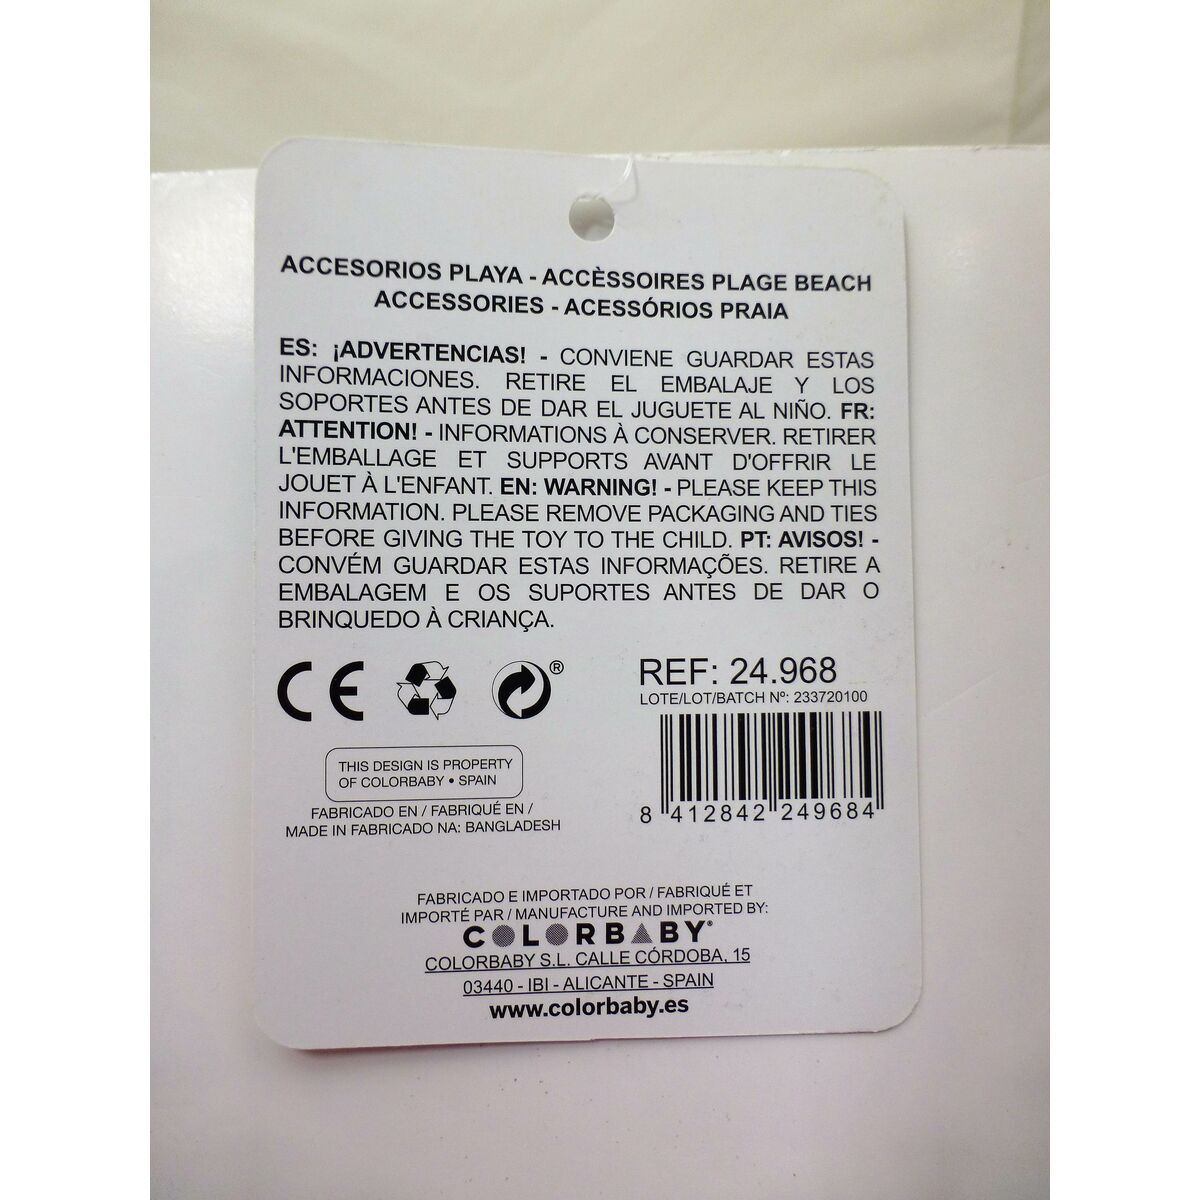 ACCESORIOS PLAYA - ACCÈSSOIRES PLAGE BEACH
ACCESSORIES - ACESSÓRIOS PRAIA
ES: ¡ADVERTENCIAS! - CONVIENE GUARDAR ESTAS
INFORMACIONES. RETIRE EL EMBALAJE Y LOS
SOPORTES ANTES DE DAR EL JUGUETE AL NIÑO. FR:
ATTENTION! - INFORMATIONS À CONSERVER. RETIRER
L'EMBALLAGE ET SUPPORTS AVANT D'OFFRIR LE
JOUET À L'ENFANT. EN: WARNING! - PLEASE KEEP THIS
INFORMATION. PLEASE REMOVE PACKAGING AND TIES
BEFORE GIVING THE TOY TO THE CHILD. PT: AVISOS! -
CONVÉM GUARDAR ESTAS INFORMAÇÕES. RETIRE A
EMBALAGEM E OS SUPORTES ANTES DE DAR O
BRINQUEDO À CRIANÇA.
CE
®
REF: 24.968
LOTE/LOT/BATCH Nº: 233720100
8 412842 249684
THIS DESIGN IS PROPERTY
OF COLORBABY • SPAIN
FABRICADO EN / FABRIQUÉ EN /
MADE IN FABRICADO NA: BANGLADESH
FABRICADO E IMPORTADO POR / FABRIQUÉ ET
IMPORTÉ PAR / MANUFACTURE AND IMPORTED BY:
COLORBABY®
COLORBABY S.L. CALLE CÓRDOBA, 15
03440 - IBI - ALICANTE - SPAIN
www.colorbaby.es